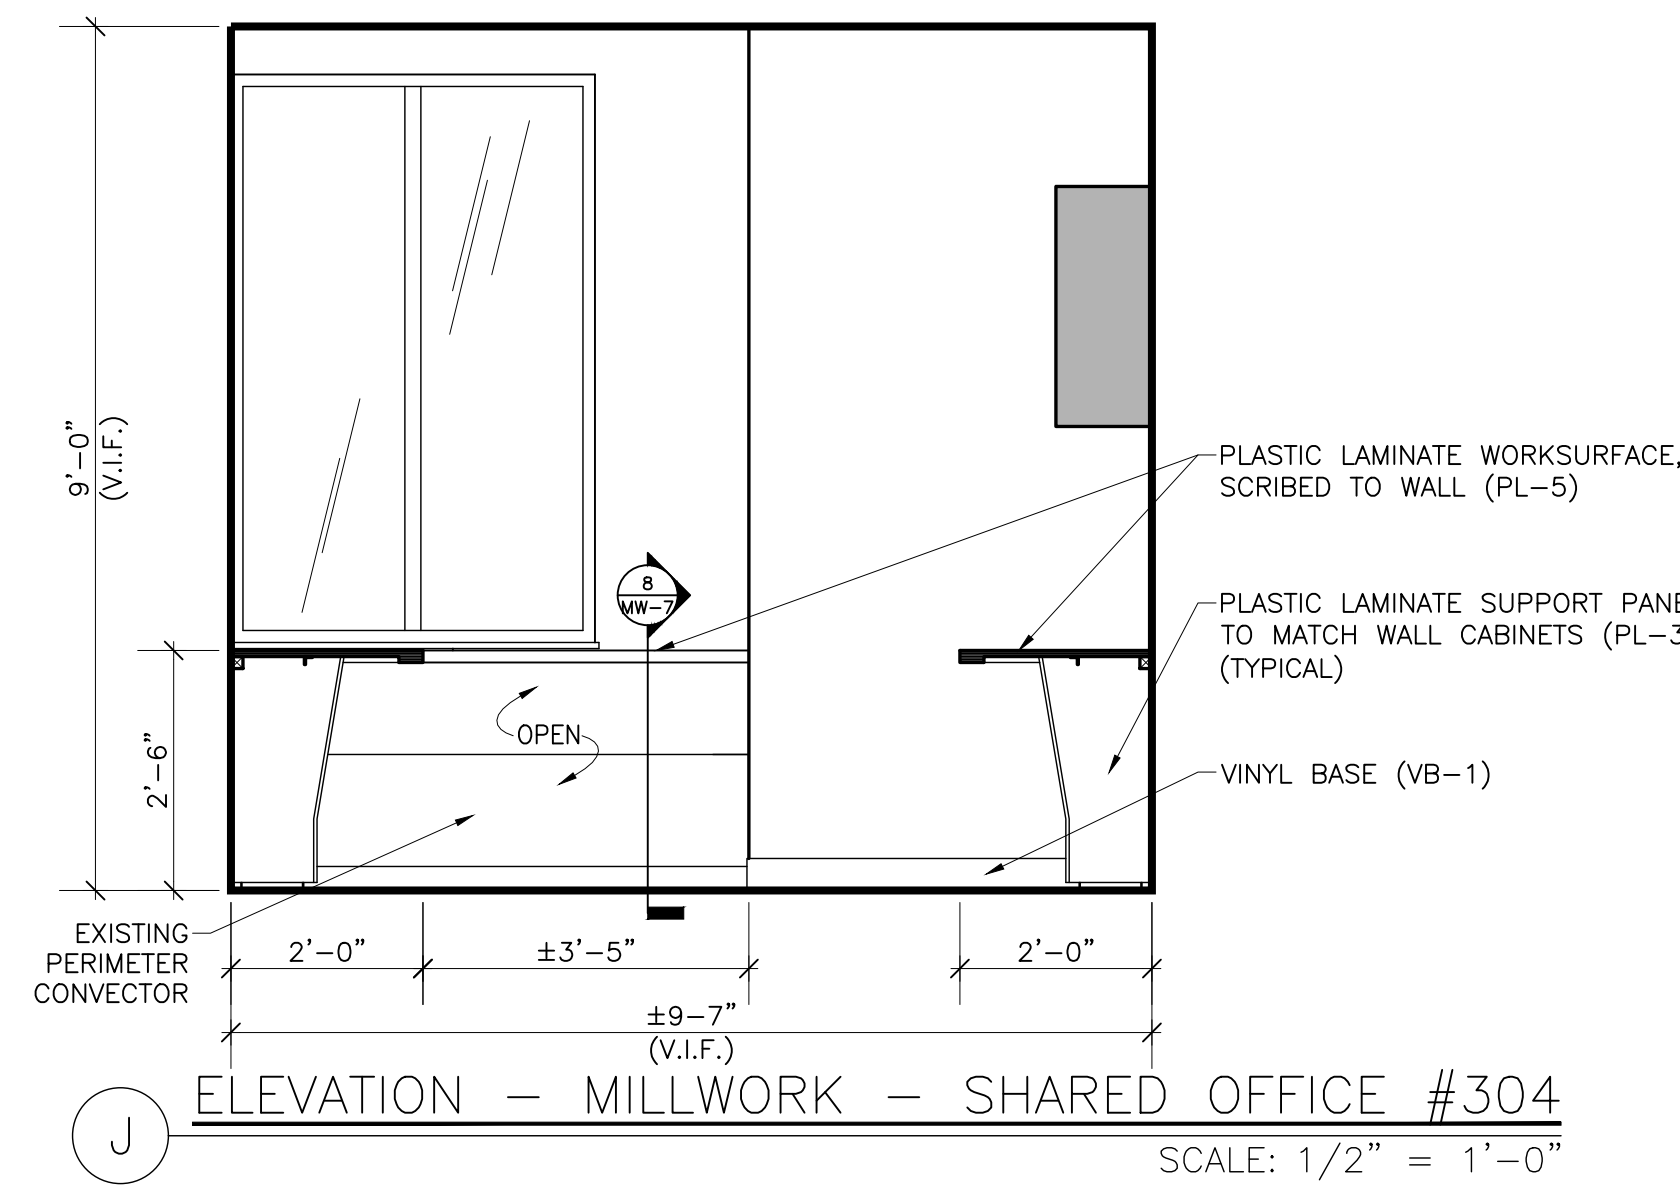 9'-0"
(V.I.F.)
2'-6"
8
MW-7
OPEN
PLASTIC LAMINATE WORKSURFACE,
SCRIBED TO WALL (PL-5)
PLASTIC LAMINATE SUPPORT PANE
TO MATCH WALL CABINETS (PL-3
(TYPICAL)
VINYL BASE (VB-1)
EXISTING
PERIMETER
CONVECTOR
2'-0"
±3'-5"
2'-0"
±9-7"
(V.I.F.)
J
ELEVATION - MILLWORK - SHARED OFFICE #304
SCALE: 1/2" = 1'-0"